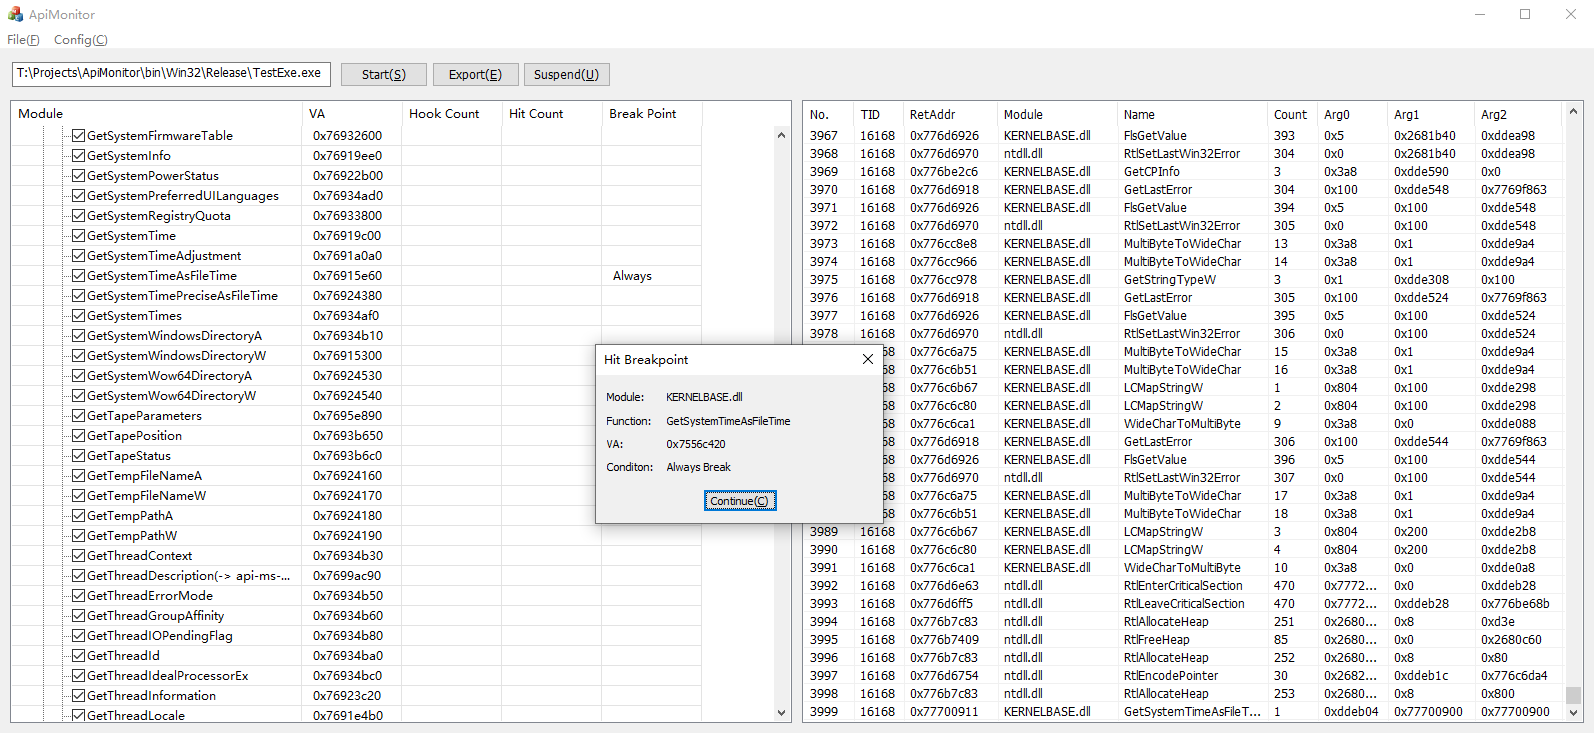 ApiMonitor
File(F) Config(C)
T:\Projects\ApiMonitor\bin\Win32\Release\TestExe.exe Start(S) Export(E) Suspend(U)
Module VA Hook Count Hit Count Break Point
GetSystemFirmwareTable 0x76932600
GetSystemInfo 0x76919ee0
GetSystemPowerStatus 0x76922b00
GetSystemPreferredUILanguages 0x76934ad0
GetSystemRegistryQuota 0x76933800
GetSystemTime 0x76919c00
GetSystemTimeAdjustment 0x7691a0a0
GetSystemTimeAsFileTime 0x76915e60 Always
GetSystemTimePreciseAsFileTime 0x76924380
GetSystemTimes 0x76934af0
GetSystemWindowsDirectoryA 0x76934b10
GetSystemWindowsDirectoryW 0x76915300
GetSystemWow64DirectoryA 0x76924530
GetSystemWow64DirectoryW 0x76924540
GetTapeParameters 0x7695e890
GetTapePosition 0x7693b650
GetTapeStatus 0x7693b6c0
GetTempFileNameA 0x76924160
GetTempFileNameW 0x76924170
GetTempPathA 0x76924180
GetTempPathW 0x76924190
GetThreadContext 0x76934b30
GetThreadDescription(-> api-ms-... 0x7699ac90
GetThreadErrorMode 0x76934b50
GetThreadGroupAffinity 0x76934b60
GetThreadIOPendingFlag 0x76934b80
GetThreadId 0x76934ba0
GetThreadIdealProcessorEx 0x76934bc0
GetThreadInformation 0x76923c20
GetThreadLocale 0x7691e4b0
Hit Breakpoint
Module: KERNELBASE.dll
Function: GetSystemTimeAsFileTime
VA: 0x7556c420
Conditon: Always Break
Continue(C)
No. TID RetAddr Module Name Count Arg0 Arg1 Arg2
3967 16168 0x776d6926 KERNELBASE.dll FlsGetValue 393 0x5 0x2681b40 0xddea98
3968 16168 0x776d6970 ntdll.dll RtlSetLastWin32Error 304 0x0 0x2681b40 0xddea98
3969 16168 0x776be2c6 KERNELBASE.dll GetCPInfo 3 0x3a8 0xdde590 0x0
3970 16168 0x776d6918 KERNELBASE.dll GetLastError 304 0x100 0xdde548 0x7769f863
3971 16168 0x776d6926 KERNELBASE.dll FlsGetValue 394 0x5 0x100 0xdde548
3972 16168 0x776d6970 ntdll.dll RtlSetLastWin32Error 305 0x0 0x100 0xdde548
3973 16168 0x776cc8e8 KERNELBASE.dll MultiByteToWideChar 13 0x3a8 0x1 0xdde9a4
3974 16168 0x776cc966 KERNELBASE.dll MultiByteToWideChar 14 0x3a8 0x1 0xdde9a4
3975 16168 0x776cc978 KERNELBASE.dll GetStringTypeW 3 0x1 0xdde308 0x100
3976 16168 0x776d6918 KERNELBASE.dll GetLastError 305 0x100 0xdde524 0x7769f863
3977 16168 0x776d6926 KERNELBASE.dll FlsGetValue 395 0x5 0x100 0xdde524
3978 16168 0x776d6970 ntdll.dll RtlSetLastWin32Error 306 0x0 0x100 0xdde524
16168 0x776c6a75 KERNELBASE.dll MultiByteToWideChar 15 0x3a8 0x1 0xdde9a4
0x776c6b51 KERNELBASE.dll MultiByteToWideChar 16 0x3a8 0x1 0xdde9a4
0x776c6b67 KERNELBASE.dll LCMapStringW 1 0x804 0x100 0xdde298
0x776c6c80 KERNELBASE.dll LCMapStringW 2 0x804 0x100 0xdde298
0x776c6ca1 KERNELBASE.dll WideCharToMultiByte 9 0x3a8 0x0 0xdde088
0x776d6918 KERNELBASE.dll GetLastError 306 0x100 0xdde544 0x7769f863
0x776d6926 KERNELBASE.dll FlsGetValue 396 0x5 0x100 0xdde544
0x776d6970 ntdll.dll RtlSetLastWin32Error 307 0x0 0x100 0xdde544
0x776c6a75 KERNELBASE.dll MultiByteToWideChar 17 0x3a8 0x1 0xdde9a4
0x776c6b51 KERNELBASE.dll MultiByteToWideChar 18 0x3a8 0x1 0xdde9a4
3989 16168 0x776c6b67 KERNELBASE.dll LCMapStringW 3 0x804 0x200 0xdde2b8
3990 16168 0x776c6c80 KERNELBASE.dll LCMapStringW 4 0x804 0x200 0xdde2b8
3991 16168 0x776c6ca1 KERNELBASE.dll WideCharToMultiByte 10 0x3a8 0x0 0xdde0a8
3992 16168 0x776d6e63 ntdll.dll RtlEnterCriticalSection 470 0x7772... 0x0 0xddeb28
3993 16168 0x776d6ff5 ntdll.dll RtlLeaveCriticalSection 470 0x7772... 0xddeb28 0x776be68b
3994 16168 0x776b7c83 ntdll.dll RtlAllocateHeap 251 0x2680... 0x8 0xd3e
3995 16168 0x776b7409 ntdll.dll RtlFreeHeap 85 0x2680... 0x0 0x2680c60
3996 16168 0x776b7c83 ntdll.dll RtlAllocateHeap 252 0x2680... 0x8 0x80
3997 16168 0x776d6754 ntdll.dll RtlEncodePointer 30 0x2682... 0xddeb1c 0x776c6da4
3998 16168 0x776b7c83 ntdll.dll RtlAllocateHeap 253 0x2680... 0x8 0x800
3999 16168 0x77700911 KERNELBASE.dll GetSystemTimeAsFileT... 1 0xddeb04 0x77700900 0x77700900